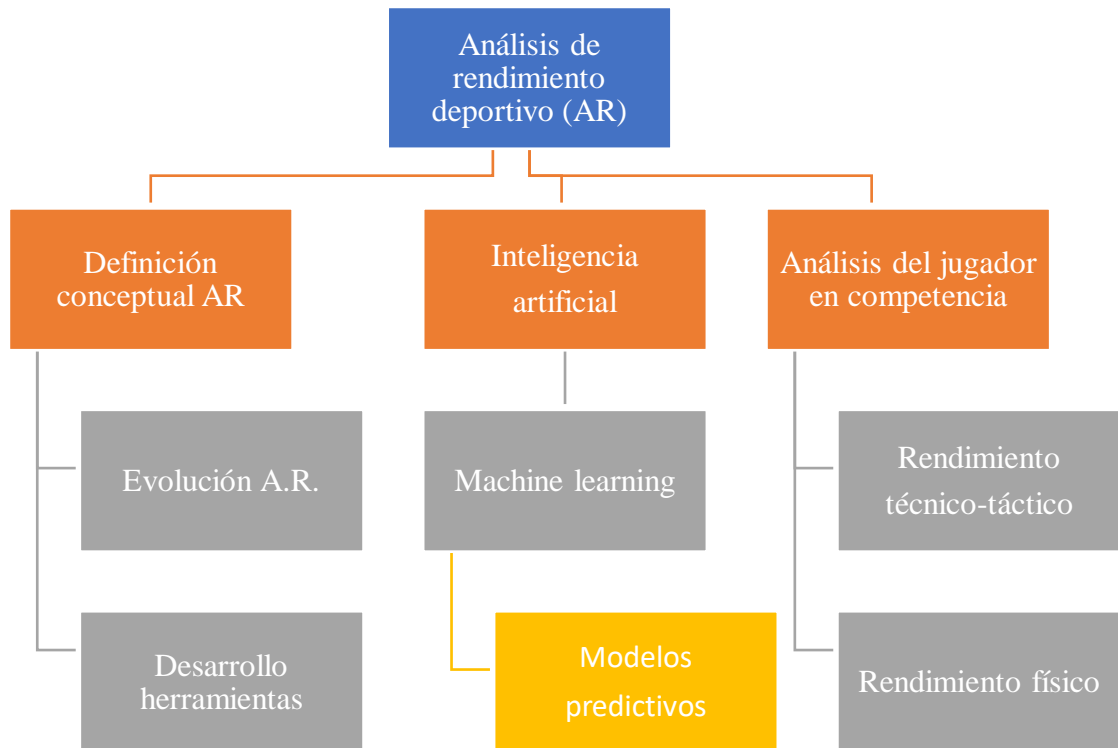 Análisis de
rendimiento
deportivo (AR)
Definición
conceptual AR
Inteligencia
artificial
Análisis del jugador
en competencia
Evolución A.R.
Machine learning
Rendimiento
técnico-táctico
Desarrollo
herramientas
Modelos
predictivos
Rendimiento físico